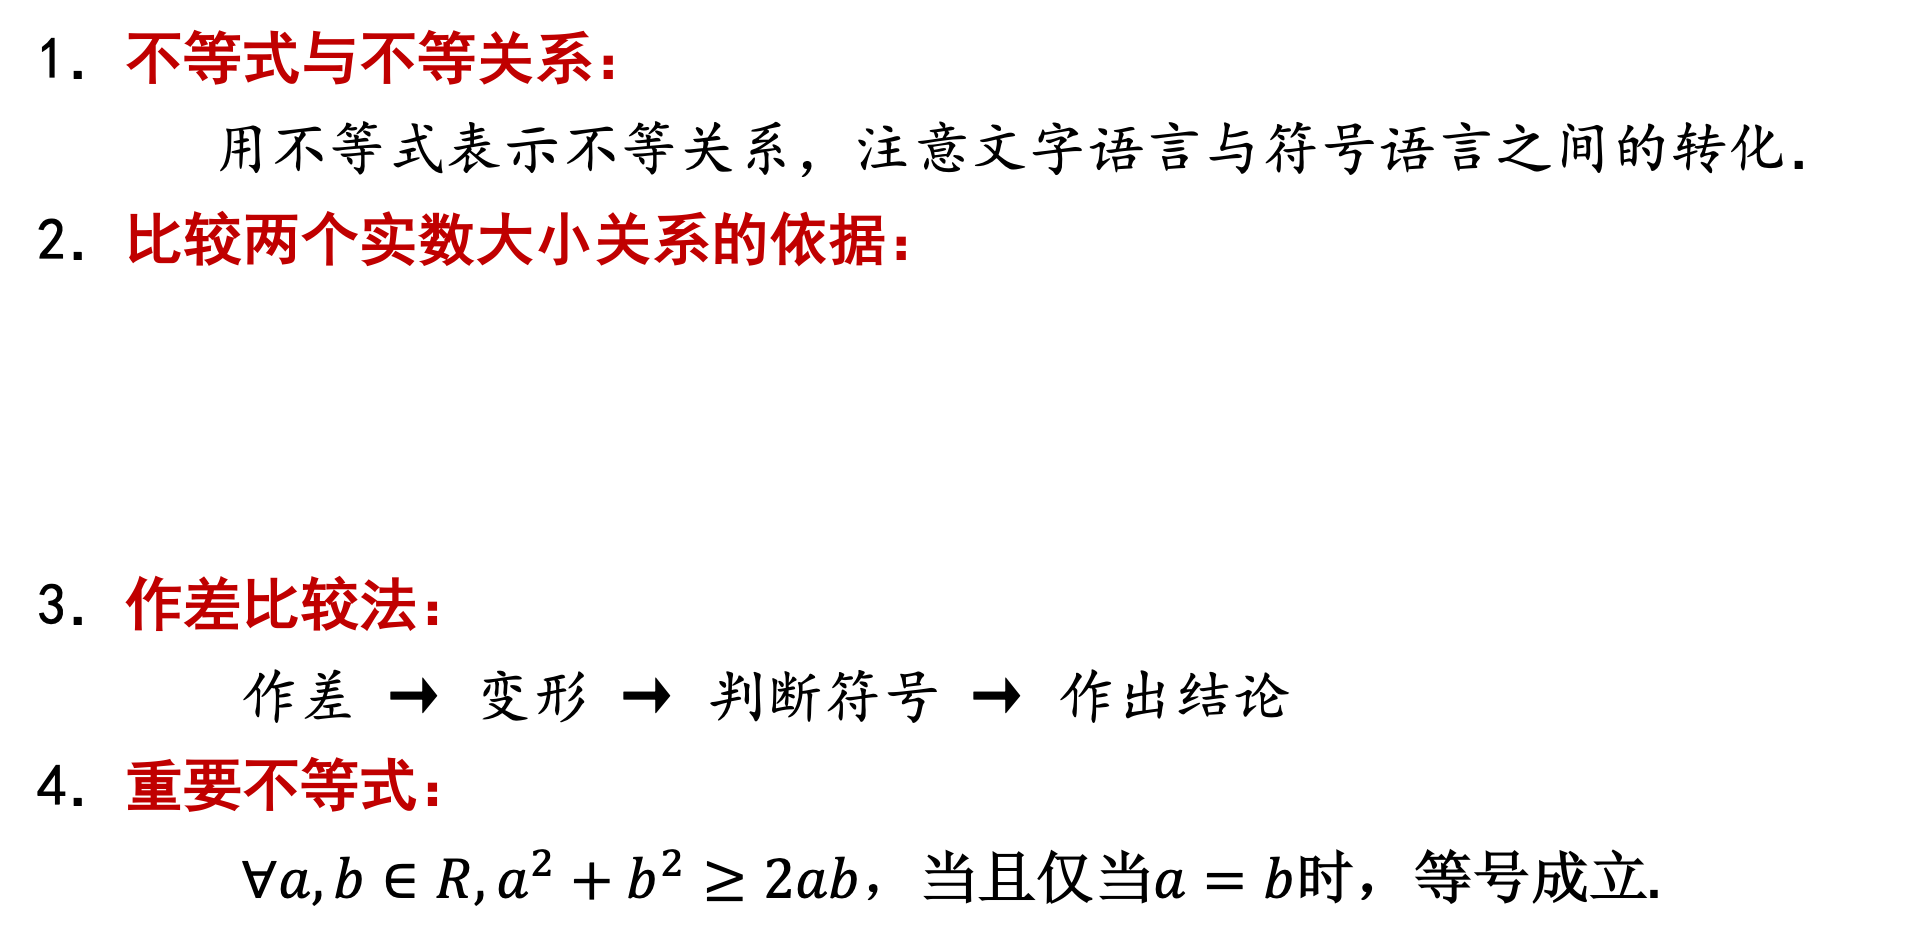 1. 不等式与不等关系：
用不等式表示不等关系，注意文字语言与符号语言之间的转化.
2. 比较两个实数大小关系的依据：
3. 作差比较法：
作差 → 变形 → 判断符号 → 作出结论
4. 重要不等式：
∀a,b ∈ R,a² + b² ≥ 2ab，当且仅当a = b时，等号成立.